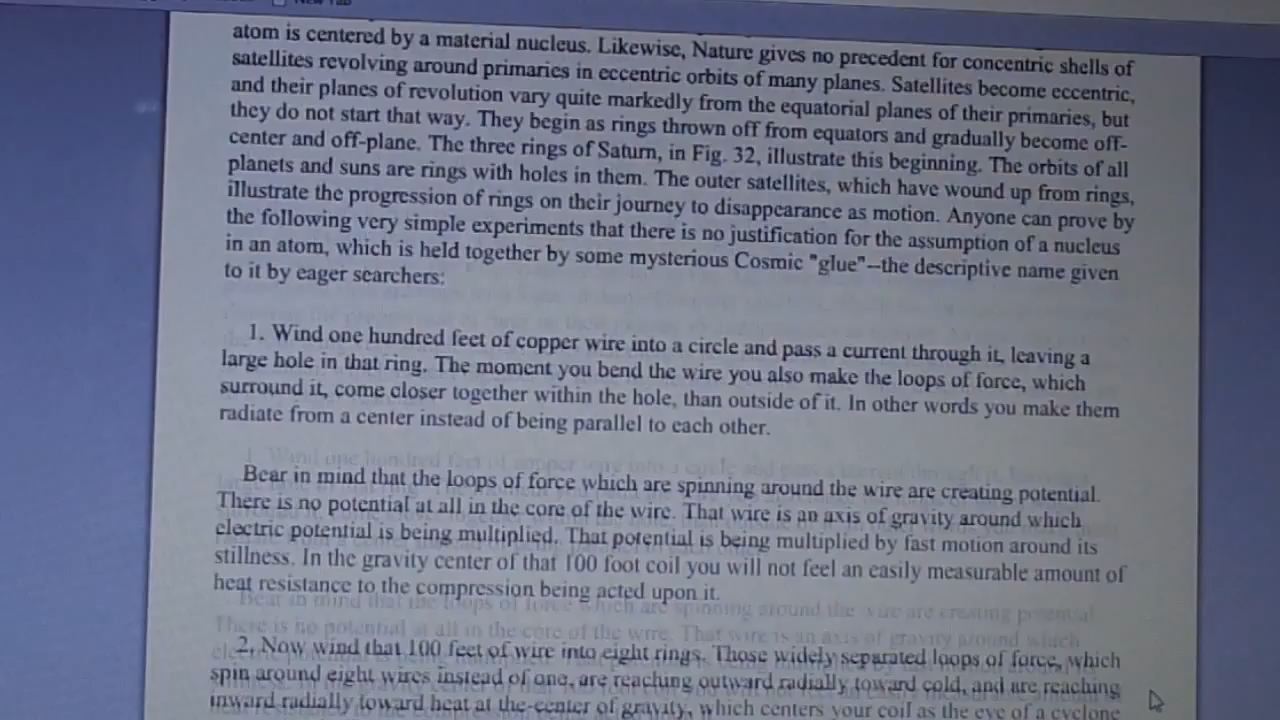 New Tab
atom is centered by a material nucleus. Likewise, Nature gives no precedent for concentric shells of
satellites revolving around primaries in eccentric orbits of many planes. Satellites become eccentric,
and their planes of revolution vary quite markedly from the equatorial planes of their primaries, but
they do not start that way. They begin as rings thrown off from equators and gradually become off-
center and off-plane. The three rings of Saturn, in Fig. 32, illustrate this beginning. The orbits of all
planets and suns are rings with holes in them. The outer satellites, which have wound up from rings,
illustrate the progression of rings on their journey to disappearance as motion. Anyone can prove by
the following very simple experiments that there is no justification for the assumption of a nucleus
in an atom, which is held together by some mysterious Cosmic "glue"--the descriptive name given
to it by eager searchers:
1. Wind one hundred feet of copper wire into a circle and pass a current through it, leaving a
large hole in that ring. The moment you bend the wire you also make the loops of force, which
surround it, come closer together within the hole, than outside of it. In other words you make them
radiate from a center instead of being parallel to each other.
Bear in mind that the loops of force which are spinning around the wire are creating potential.
There is no potential at all in the core of the wire. That wire is an axis of gravity around which
electric potential is being multiplied. That potential is being multiplied by fast motion around its
stillness. In the gravity center of that 100 foot coil you will not feel an easily measurable amount of
heat resistance to the compression being acted upon it.
2, Now wind that 100 feet of wire into eight rings. Those widely separated loops of force, which
spin around eight wires instead of one, are reaching outward radially toward cold, and are reaching
inward radially toward heat at the-center of gravity, which centers your coil as the eye of a cyclone